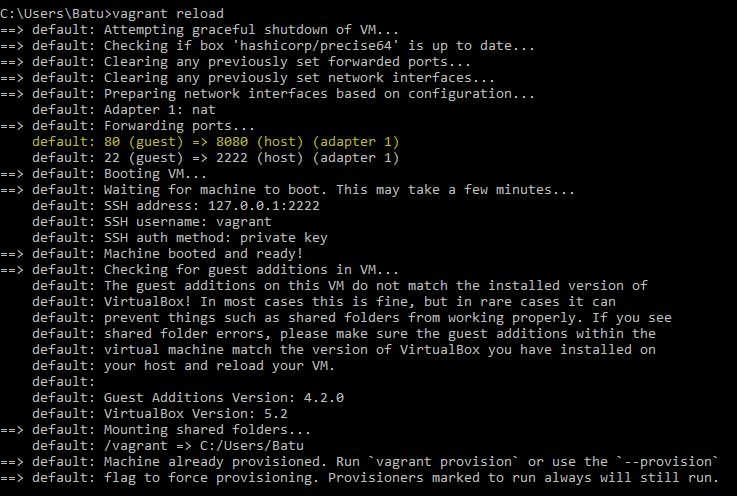 C:\Users\Batu>vagrant reload
==> default: Attempting graceful shutdown of VM...
==> default: Checking if box 'hashicorp/precise64' is up to date...
==> default: Clearing any previously set forwarded ports...
==> default: Clearing any previously set network interfaces...
==> default: Preparing network interfaces based on configuration...
    default: Adapter 1: nat
==> default: Forwarding ports...
    default: 80 (guest) => 8080 (host) (adapter 1)
    default: 22 (guest) => 2222 (host) (adapter 1)
==> default: Booting VM...
==> default: Waiting for machine to boot. This may take a few minutes...
    default: SSH address: 127.0.0.1:2222
    default: SSH username: vagrant
    default: SSH auth method: private key
==> default: Machine booted and ready!
==> default: Checking for guest additions in VM...
    default: The guest additions on this VM do not match the installed version of
    default: VirtualBox! In most cases this is fine, but in rare cases it can
    default: prevent things such as shared folders from working properly. If you see
    default: shared folder errors, please make sure the guest additions within the
    default: virtual machine match the version of VirtualBox you have installed on
    default: your host and reload your VM.
    default:
    default: Guest Additions Version: 4.2.0
    default: VirtualBox Version: 5.2
==> default: Mounting shared folders...
    default: /vagrant => C:/Users/Batu
==> default: Machine already provisioned. Run `vagrant provision` or use the `--provision`
==> default: flag to force provisioning. Provisioners marked to run always will still run.